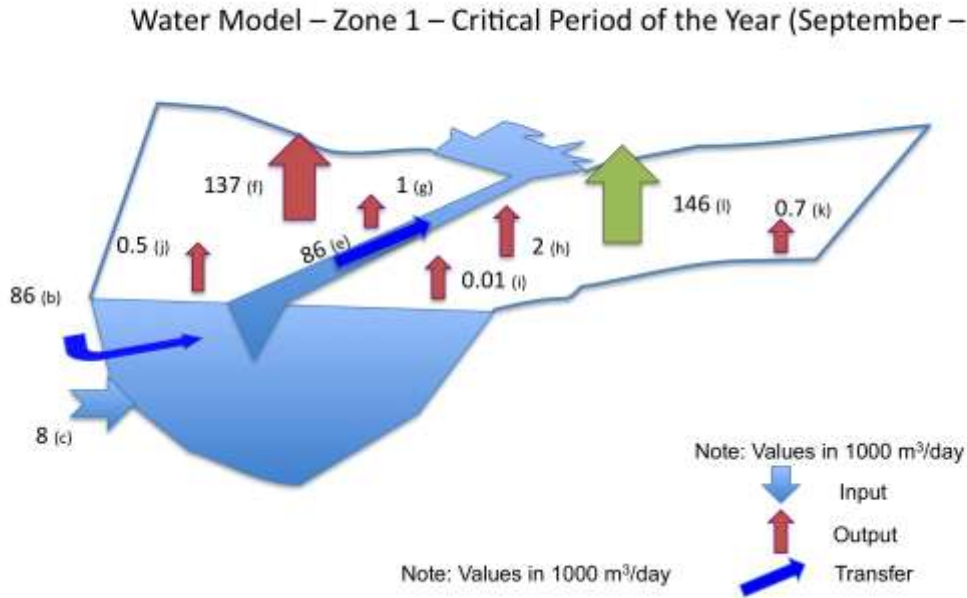 Water Model – Zone 1 – Critical Period of the Year (September –
137 (f)
1 (g)
146 (l)
0.7 (k)
0.5 (j)
86 (e)
2 (h)
0.01 (i)
86 (b)
8 (c)
Note: Values in 1000 m³/day
Input
Output
Note: Values in 1000 m³/day
Transfer